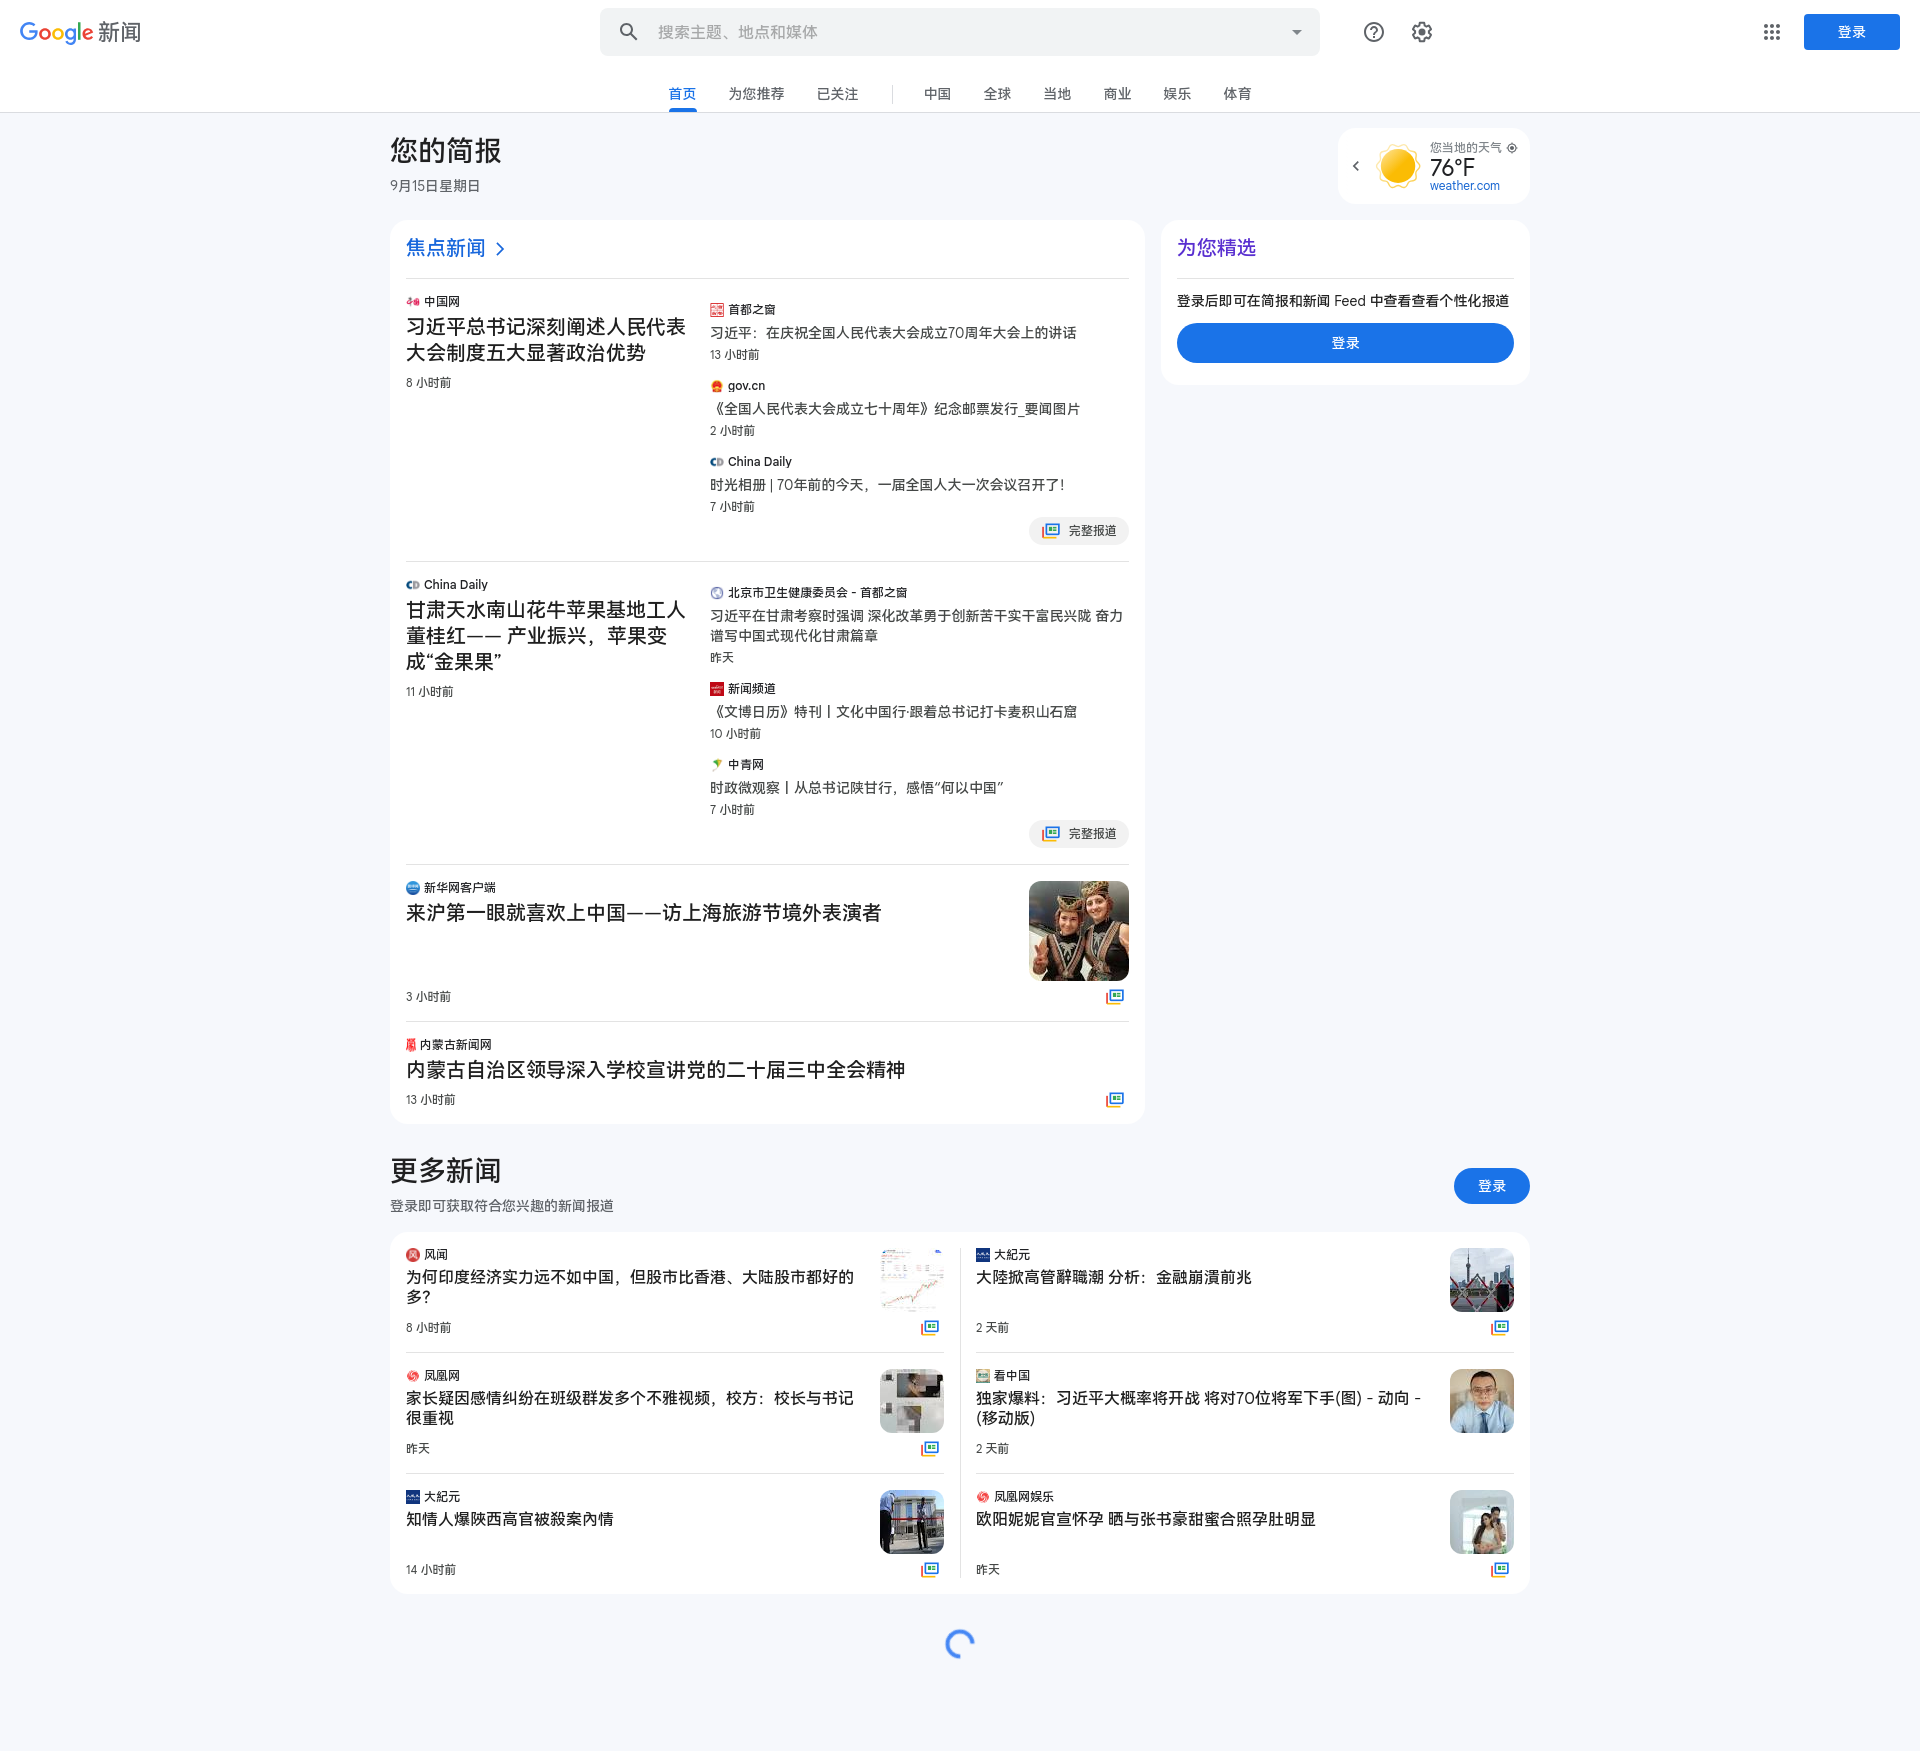 Google 新闻
搜索主题、地点和媒体
登录
首页
为您推荐
已关注
中国
全球
当地
商业
娱乐
体育
您的简报
9月15日星期日
您当地的天气
76°F
weather.com
焦点新闻
中国网
习近平总书记深刻阐述人民代表
大会制度五大显著政治优势
8 小时前
首都之窗
习近平：在庆祝全国人民代表大会成立70周年大会上的讲话
13 小时前
gov.cn
《全国人民代表大会成立七十周年》纪念邮票发行_要闻图片
2 小时前
China Daily
时光相册 | 70年前的今天，一届全国人大一次会议召开了！
7 小时前
完整报道
China Daily
甘肃天水南山花牛苹果基地工人
董桂红—— 产业振兴，苹果变
成“金果果”
11 小时前
北京市卫生健康委员会 - 首都之窗
习近平在甘肃考察时强调 深化改革勇于创新苦干实干富民兴陇 奋力
谱写中国式现代化甘肃篇章
昨天
新闻频道
《文博日历》特刊丨文化中国行·跟着总书记打卡麦积山石窟
10 小时前
中青网
时政微观察丨从总书记陕甘行，感悟“何以中国”
7 小时前
完整报道
新华网客户端
来沪第一眼就喜欢上中国——访上海旅游节境外表演者
3 小时前
内蒙古新闻网
内蒙古自治区领导深入学校宣讲党的二十届三中全会精神
13 小时前
为您精选
登录后即可在简报和新闻 Feed 中查看查看个性化报道
登录
更多新闻
登录即可获取符合您兴趣的新闻报道
登录
风闻
为何印度经济实力远不如中国，但股市比香港、大陆股市都好的
多？
8 小时前
大紀元
大陸掀高管辭職潮 分析：金融崩潰前兆
2 天前
凤凰网
家长疑因感情纠纷在班级群发多个不雅视频，校方：校长与书记
很重视
昨天
看中国
独家爆料：习近平大概率将开战 将对70位将军下手(图) - 动向 -
(移动版)
2 天前
大紀元
知情人爆陝西高官被殺案內情
14 小时前
凤凰网娱乐
欧阳妮妮官宣怀孕 晒与张书豪甜蜜合照孕肚明显
昨天